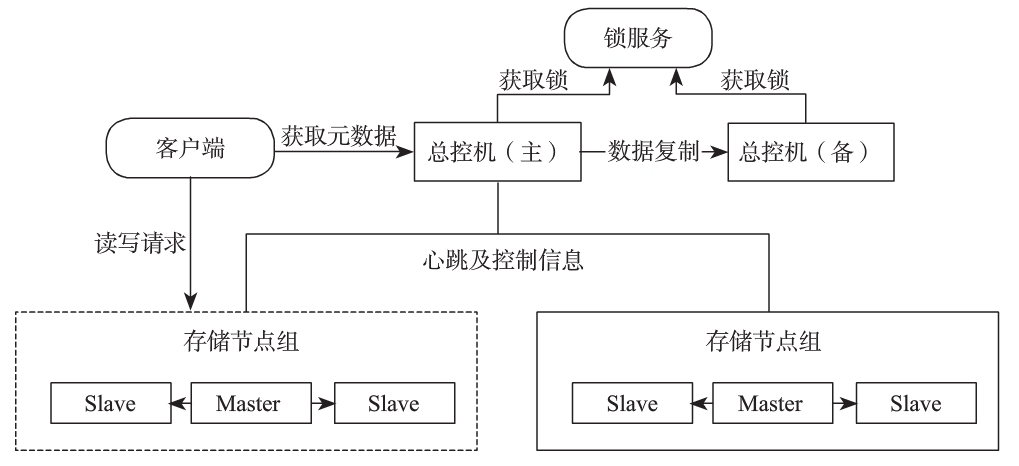 锁服务
获取锁
获取锁
客户端
获取元数据
总控机（主）
数据复制
总控机（备）
读写请求
心跳及控制信息
存储节点组
存储节点组
Slave
Master
Slave
Slave
Master
Slave